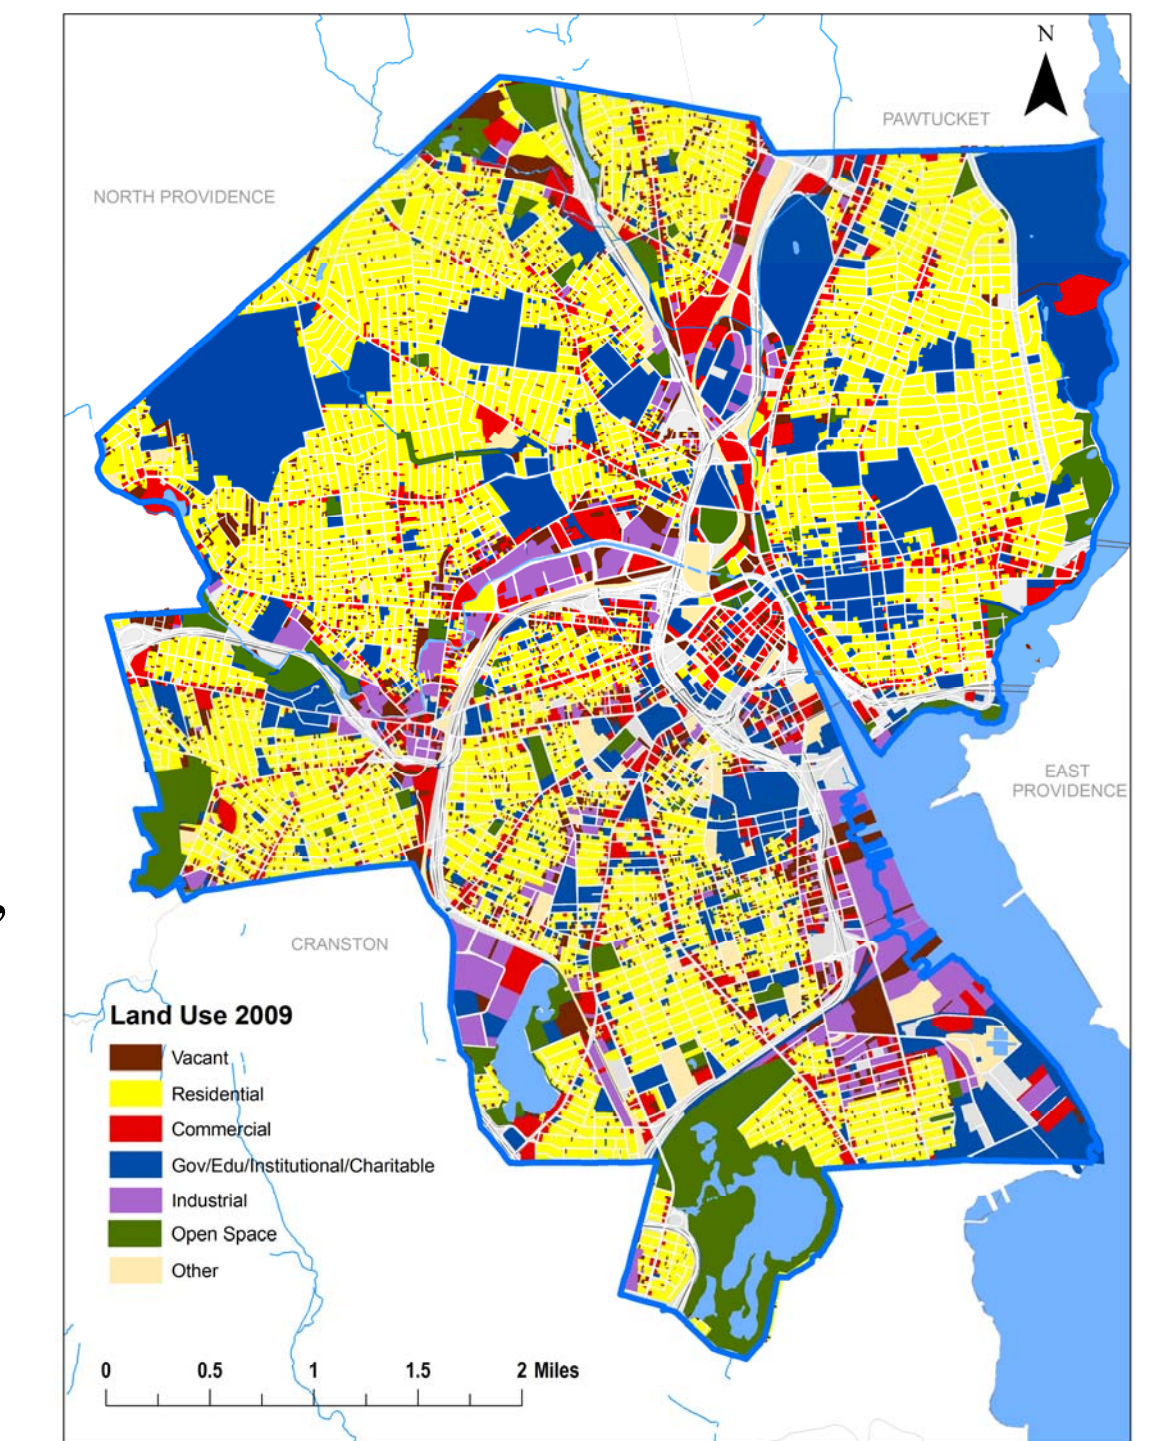 N
PAWTUCKET
NORTH PROVIDENCE
EAST
PROVIDENCE
,
CRANSTON
Land Use 2009
Vacant
Residential
Commercial
Gov/Edu/Institutional/Charitable
Industrial
Open Space
Other
0 0.5 1 1.5 2 Miles